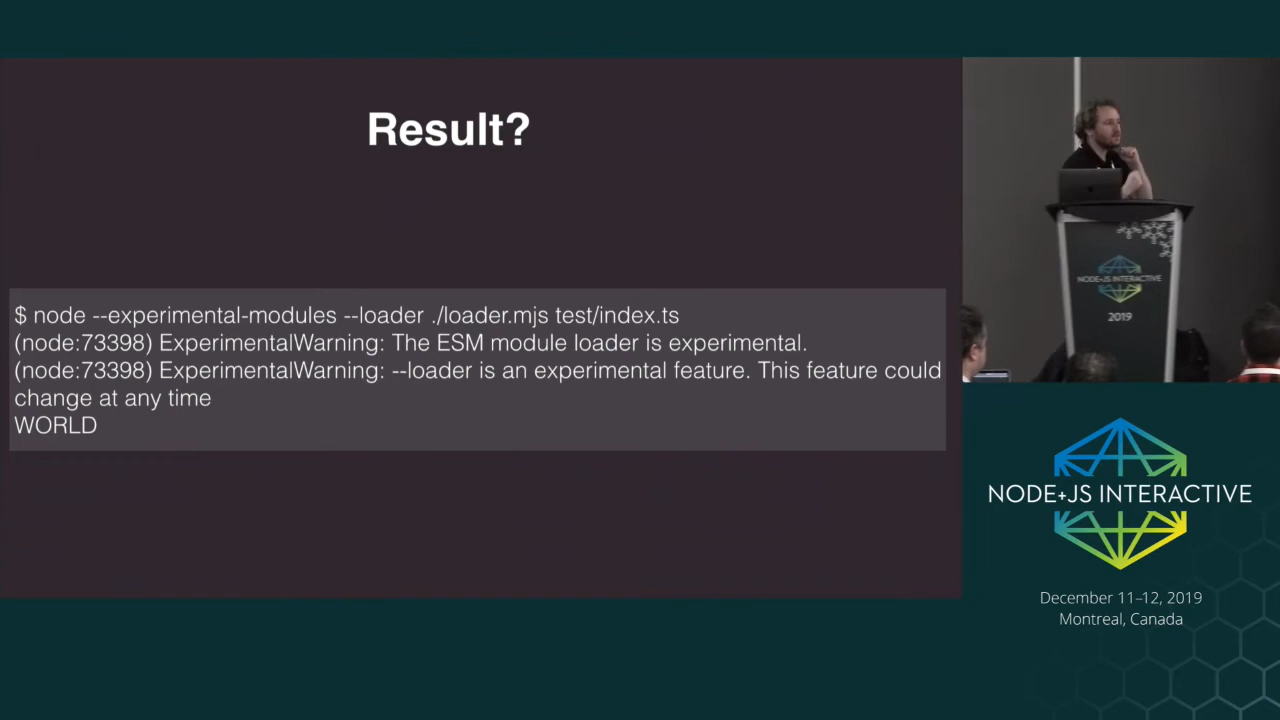 Result?
$ node --experimental-modules --loader ./loader.mjs test/index.ts
(node:73398) ExperimentalWarning: The ESM module loader is experimental.
(node:73398) ExperimentalWarning: --loader is an experimental feature. This feature could
change at any time
WORLD
NODE+JS INTERACTIVE
2019
NODE+JS INTERACTIVE
December 11–12, 2019
Montreal, Canada